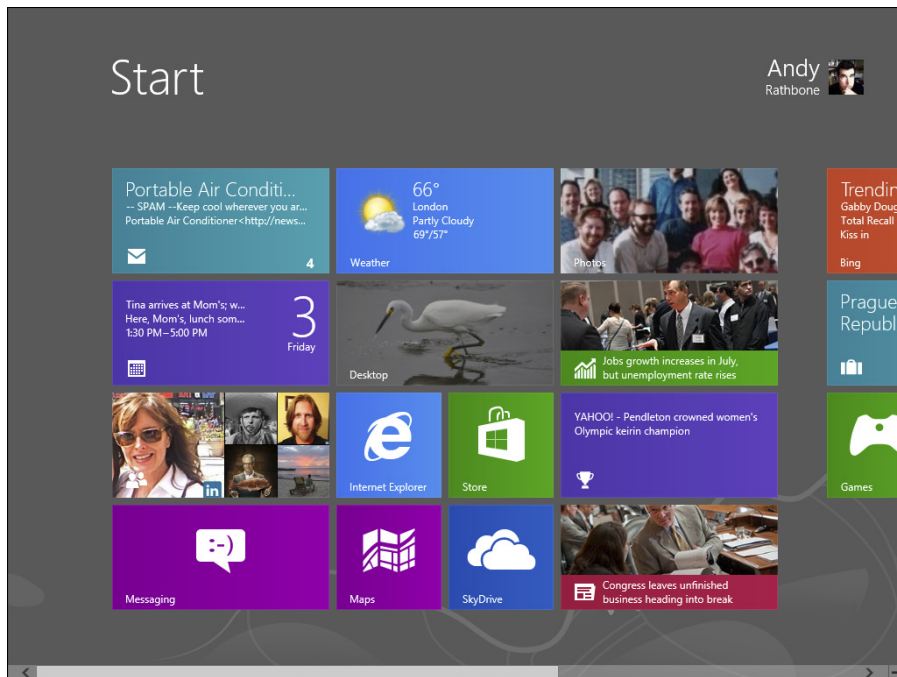 Start
Andy
Rathbone
Portable Air Conditi...
-- SPAM --Keep cool wherever you ar...
Portable Air Conditioner<http://news...
4
66°
London
Partly Cloudy
69°/57°
Weather
Photos
Trendin
Gabby Doug
Total Recall
Kiss in
Bing
Tina arrives at Mom's; w...
Here, Mom's, lunch som...
1:30 PM–5:00 PM
3
Friday
Desktop
Jobs growth increases in July,
but unemployment rate rises
Prague
Republ
in
Internet Explorer
Store
YAHOO! - Pendleton crowned women's
Olympic keirin champion
Games
:-)
Messaging
Maps
SkyDrive
Congress leaves unfinished
business heading into break